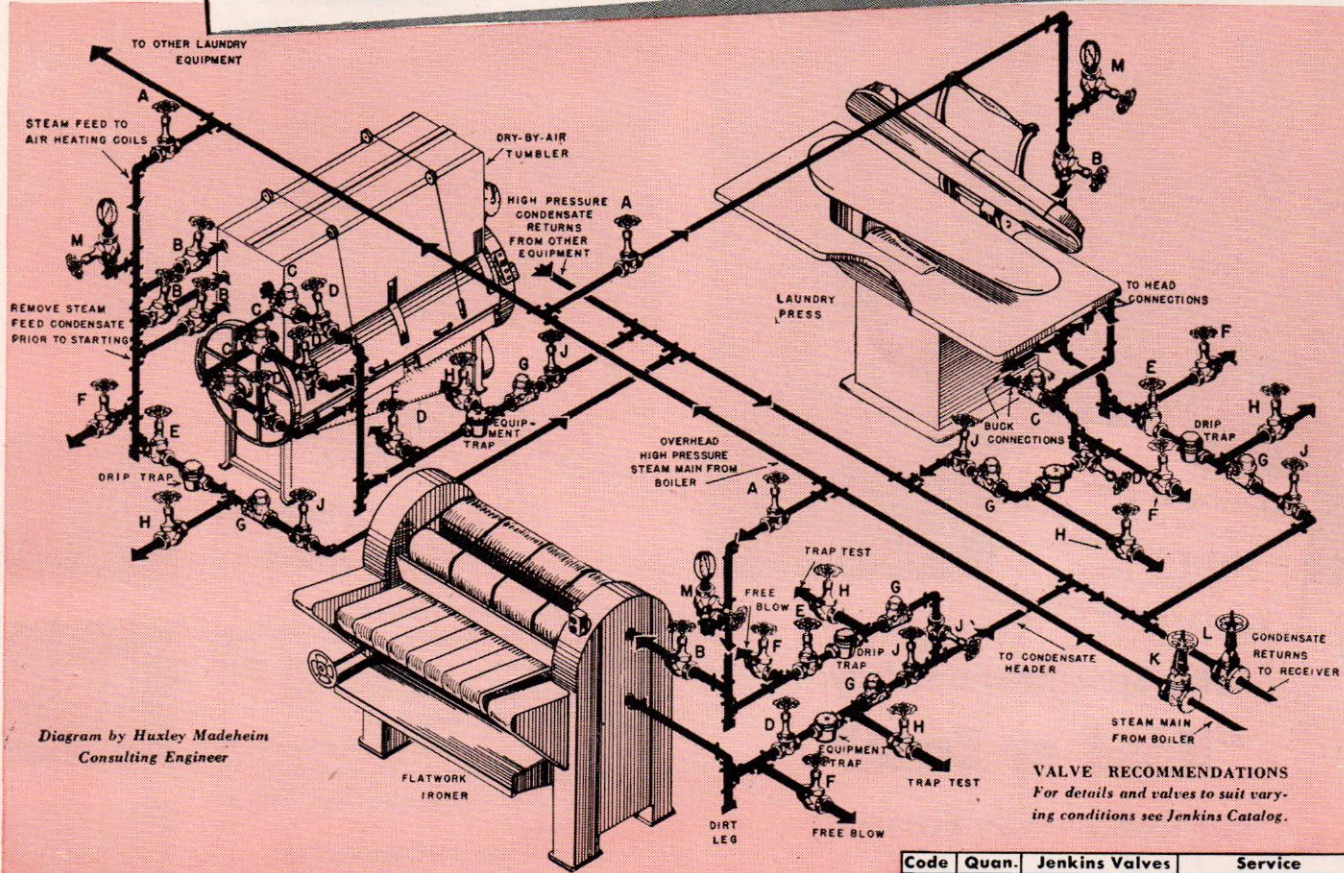 TO OTHER LAUNDRY
EQUIPMENT
A
STEAM FEED TO
AIR HEATING COILS
DRY-BY-AIR
TUMBLER
M
B
B
B
HIGH PRESSURE
CONDENSATE
RETURNS
FROM OTHER
EQUIPMENT
A
M
B
LAUNDRY
PRESS
TO HEAD
CONNECTIONS
REMOVE STEAM
FEED CONDENSATE
PRIOR TO STARTING
C
D
C
C
D
F
E
DRIP TRAP
H
G
J
H
G
J
D
EQUIP-
MENT
TRAP
OVERHEAD
HIGH PRESSURE
STEAM MAIN FROM
BOILER
C
BUCK
CONNECTIONS
J
G
D
F
H
E
F
DRIP
TRAP
H
G
J
A
M
B
TRAP TEST
H
FREE
BLOW
F
E
G
DRIP
TRAP
J
J
G
D
EQUIPMENT
TRAP
H
TRAP TEST
F
FREE BLOW
DIRT
LEG
TO CONDENSATE
HEADER
K
L
CONDENSATE
RETURNS
TO RECEIVER
STEAM MAIN
FROM BOILER
FLATWORK
IRONER
Diagram by Huxley Madeheim
Consulting Engineer
VALVE RECOMMENDATIONS
For details and valves to suit vary-
ing conditions see Jenkins Catalog.
Code Quan. Jenkins Valves Service